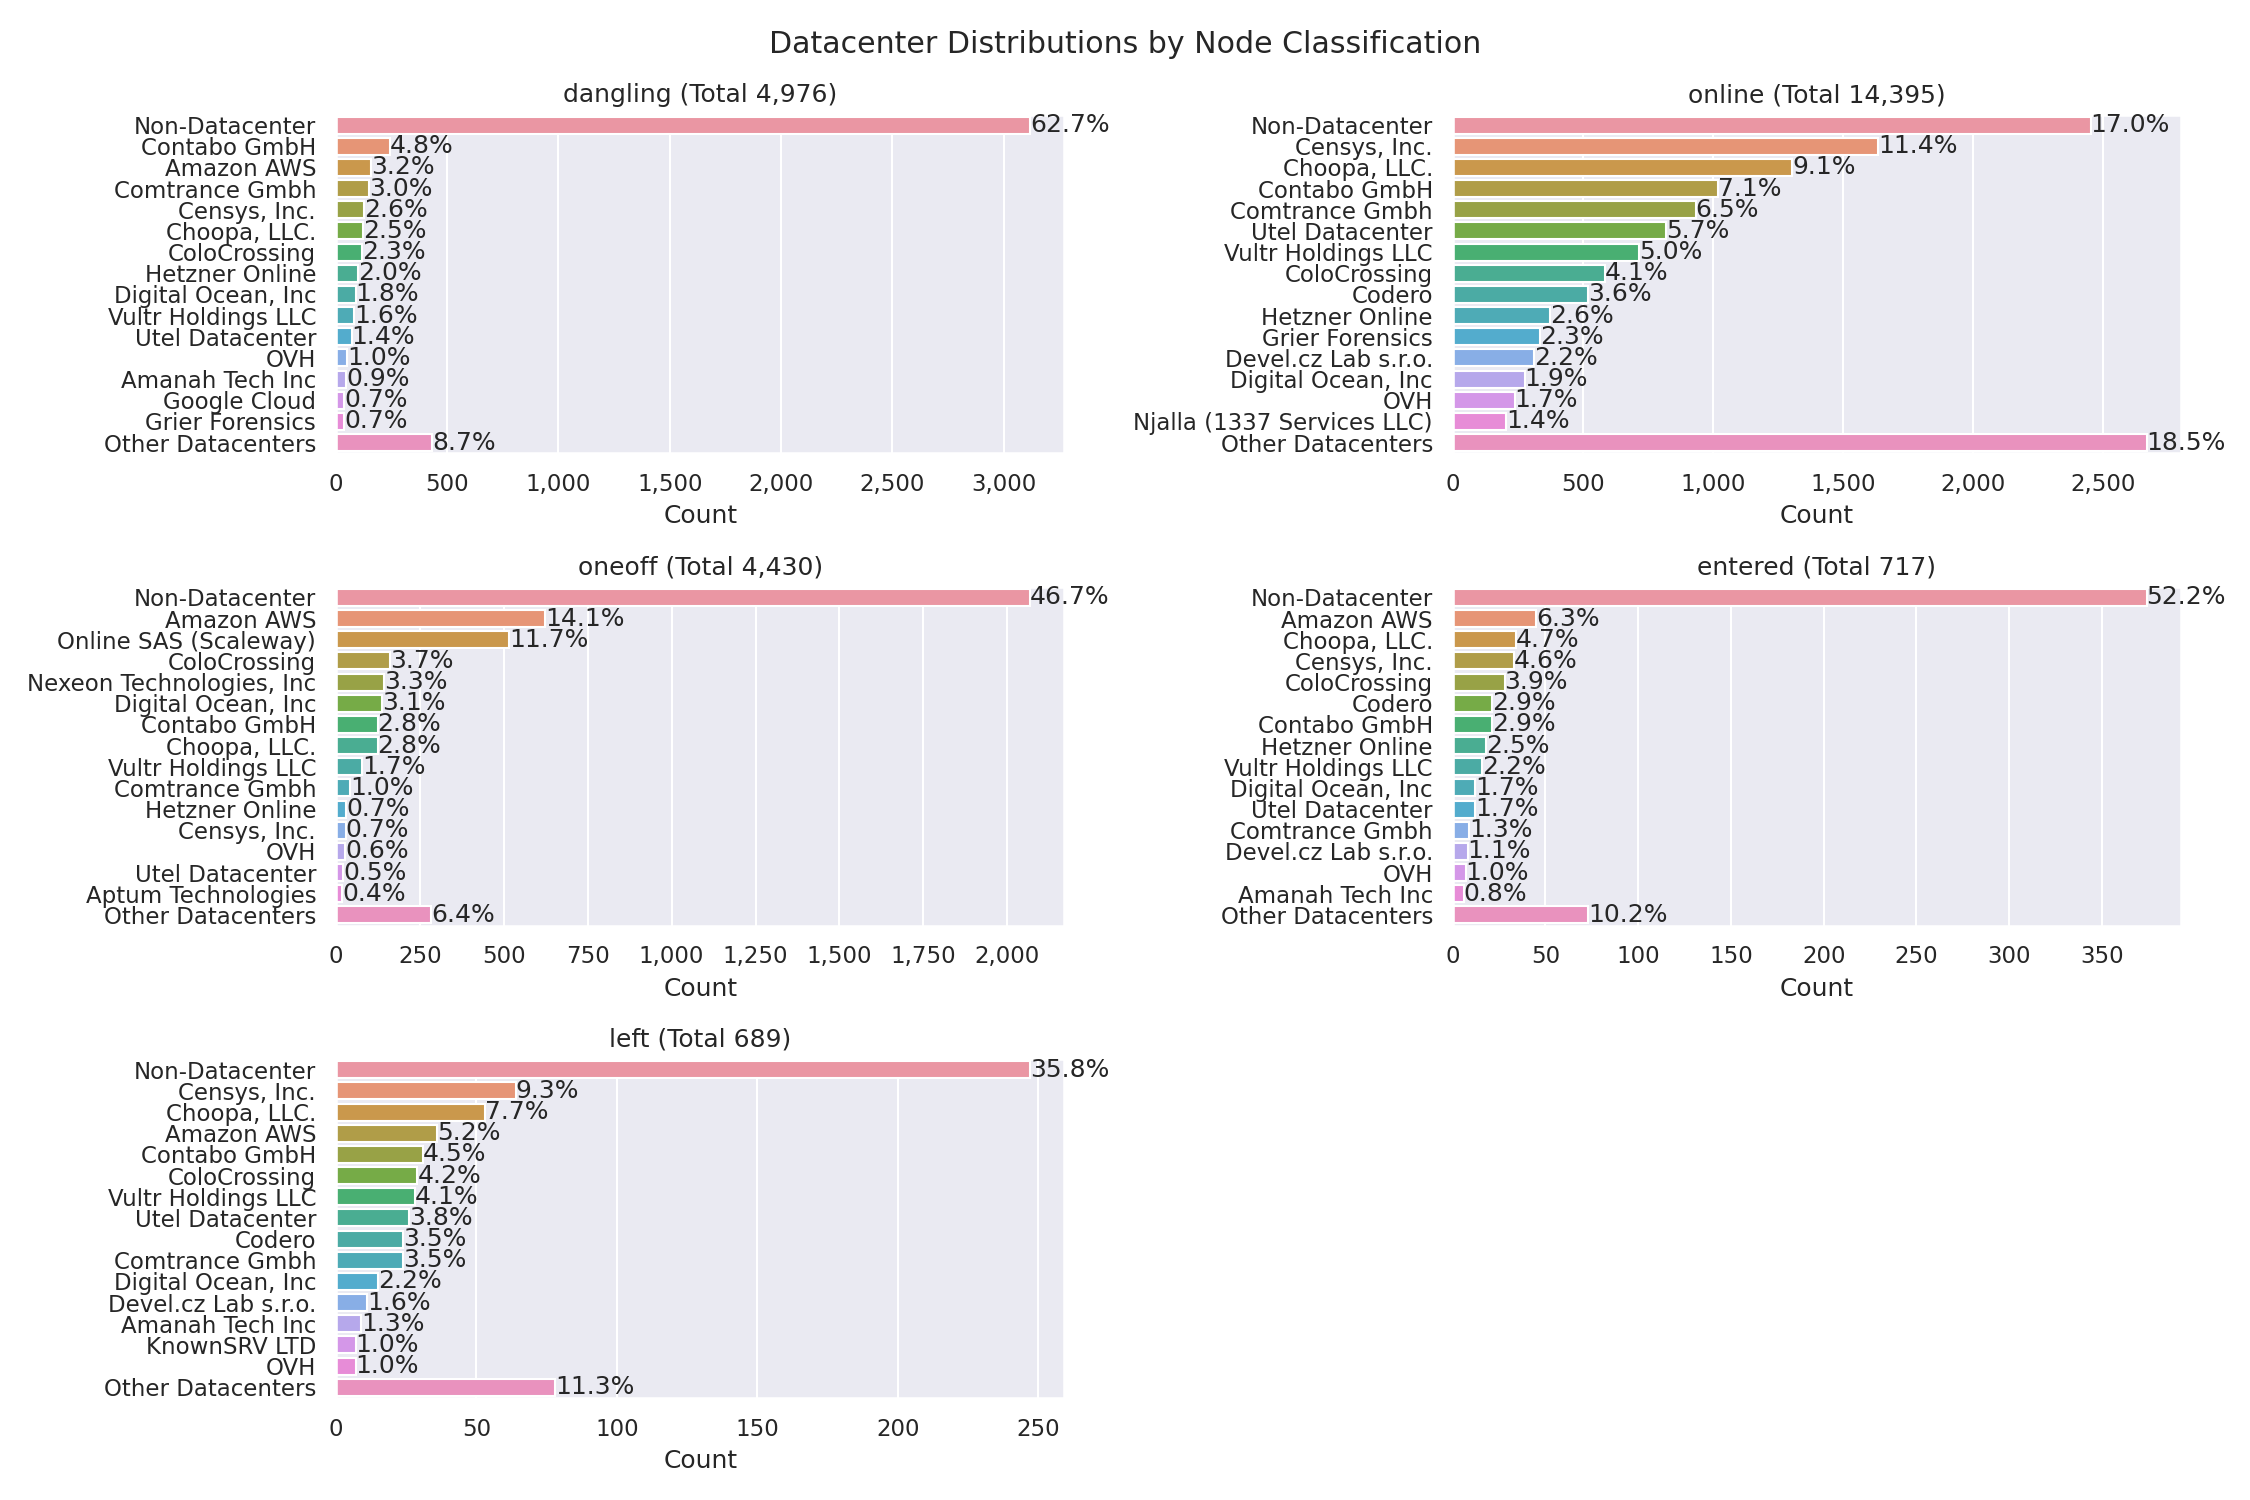 Datacenter Distributions by Node Classification
dangling (Total 4,976)
Non-Datacenter 62.7%
Contabo GmbH 4.8%
Amazon AWS 3.2%
Comtrance Gmbh 3.0%
Censys, Inc. 2.6%
Choopa, LLC. 2.5%
ColoCrossing 2.3%
Hetzner Online 2.0%
Digital Ocean, Inc 1.8%
Vultr Holdings LLC 1.6%
Utel Datacenter 1.4%
OVH 1.0%
Amanah Tech Inc 0.9%
Google Cloud 0.7%
Grier Forensics 0.7%
Other Datacenters 8.7%
0 500 1,000 1,500 2,000 2,500 3,000
Count
online (Total 14,395)
Non-Datacenter 17.0%
Censys, Inc. 11.4%
Choopa, LLC. 9.1%
Contabo GmbH 7.1%
Comtrance Gmbh 6.5%
Utel Datacenter 5.7%
Vultr Holdings LLC 5.0%
ColoCrossing 4.1%
Codero 3.6%
Hetzner Online 2.6%
Grier Forensics 2.3%
Devel.cz Lab s.r.o. 2.2%
Digital Ocean, Inc 1.9%
OVH 1.7%
Njalla (1337 Services LLC) 1.4%
Other Datacenters 18.5%
0 500 1,000 1,500 2,000 2,500
Count
oneoff (Total 4,430)
Non-Datacenter 46.7%
Amazon AWS 14.1%
Online SAS (Scaleway) 11.7%
ColoCrossing 3.7%
Nexeon Technologies, Inc 3.3%
Digital Ocean, Inc 3.1%
Contabo GmbH 2.8%
Choopa, LLC. 2.8%
Vultr Holdings LLC 1.7%
Comtrance Gmbh 1.0%
Hetzner Online 0.7%
Censys, Inc. 0.7%
OVH 0.6%
Utel Datacenter 0.5%
Aptum Technologies 0.4%
Other Datacenters 6.4%
0 250 500 750 1,000 1,250 1,500 1,750 2,000
Count
entered (Total 717)
Non-Datacenter 52.2%
Amazon AWS 6.3%
Choopa, LLC. 4.7%
Censys, Inc. 4.6%
ColoCrossing 3.9%
Codero 2.9%
Contabo GmbH 2.9%
Hetzner Online 2.5%
Vultr Holdings LLC 2.2%
Digital Ocean, Inc 1.7%
Utel Datacenter 1.7%
Comtrance Gmbh 1.3%
Devel.cz Lab s.r.o. 1.1%
OVH 1.0%
Amanah Tech Inc 0.8%
Other Datacenters 10.2%
0 50 100 150 200 250 300 350
Count
left (Total 689)
Non-Datacenter 35.8%
Censys, Inc. 9.3%
Choopa, LLC. 7.7%
Amazon AWS 5.2%
Contabo GmbH 4.5%
ColoCrossing 4.2%
Vultr Holdings LLC 4.1%
Utel Datacenter 3.8%
Codero 3.5%
Comtrance Gmbh 3.5%
Digital Ocean, Inc 2.2%
Devel.cz Lab s.r.o. 1.6%
Amanah Tech Inc 1.3%
KnownSRV LTD 1.0%
OVH 1.0%
Other Datacenters 11.3%
0 50 100 150 200 250
Count